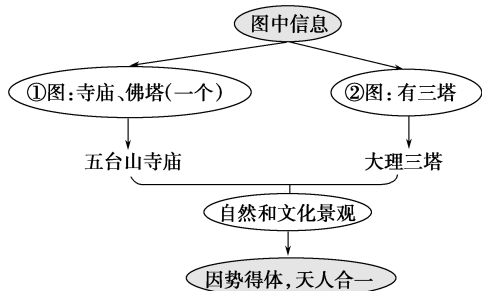 图中信息
①图:寺庙、佛塔(一个)
②图:有三塔
五台山寺庙
大理三塔
自然和文化景观
因势得体,天人合一